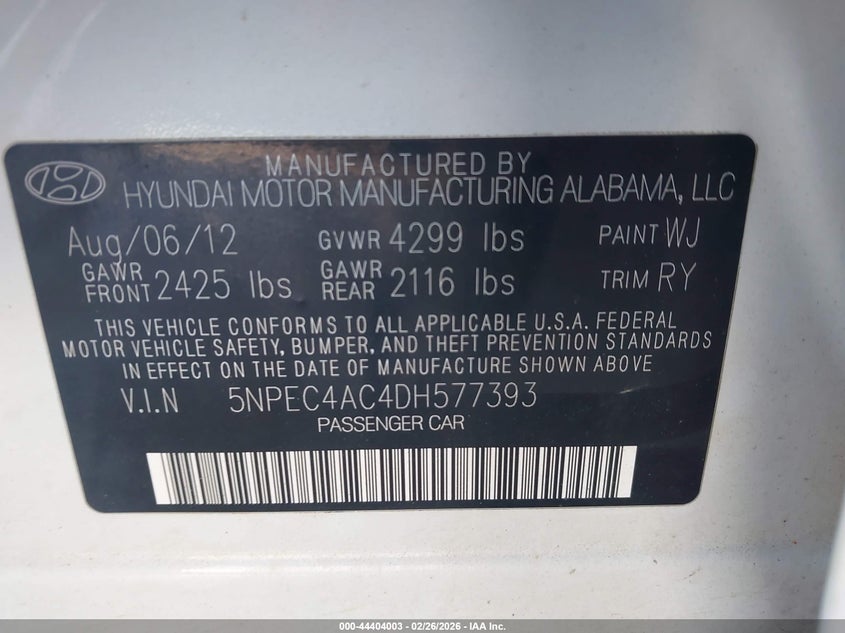 MANUFACTURED BY
HYUNDAI MOTOR MANUFACTURING ALABAMA, LLC
Aug/06/12 GVWR 4299 lbs PAINT WJ
GAWR FRONT 2425 lbs GAWR REAR 2116 lbs TRIM RY
THIS VEHICLE CONFORMS TO ALL APPLICABLE U.S.A. FEDERAL
MOTOR VEHICLE SAFETY, BUMPER, AND THEFT PREVENTION STANDARDS
IN EFFECT ON THE DATE OF MANUFACTURE SHOWN ABOVE
V.I.N 5NPEC4AC4DH577393
PASSENGER CAR
000-44404003 - 02/26/2026 - IAA Inc.